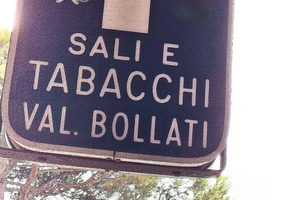 SALI E
TABACCHI
VAL. BOLLATI